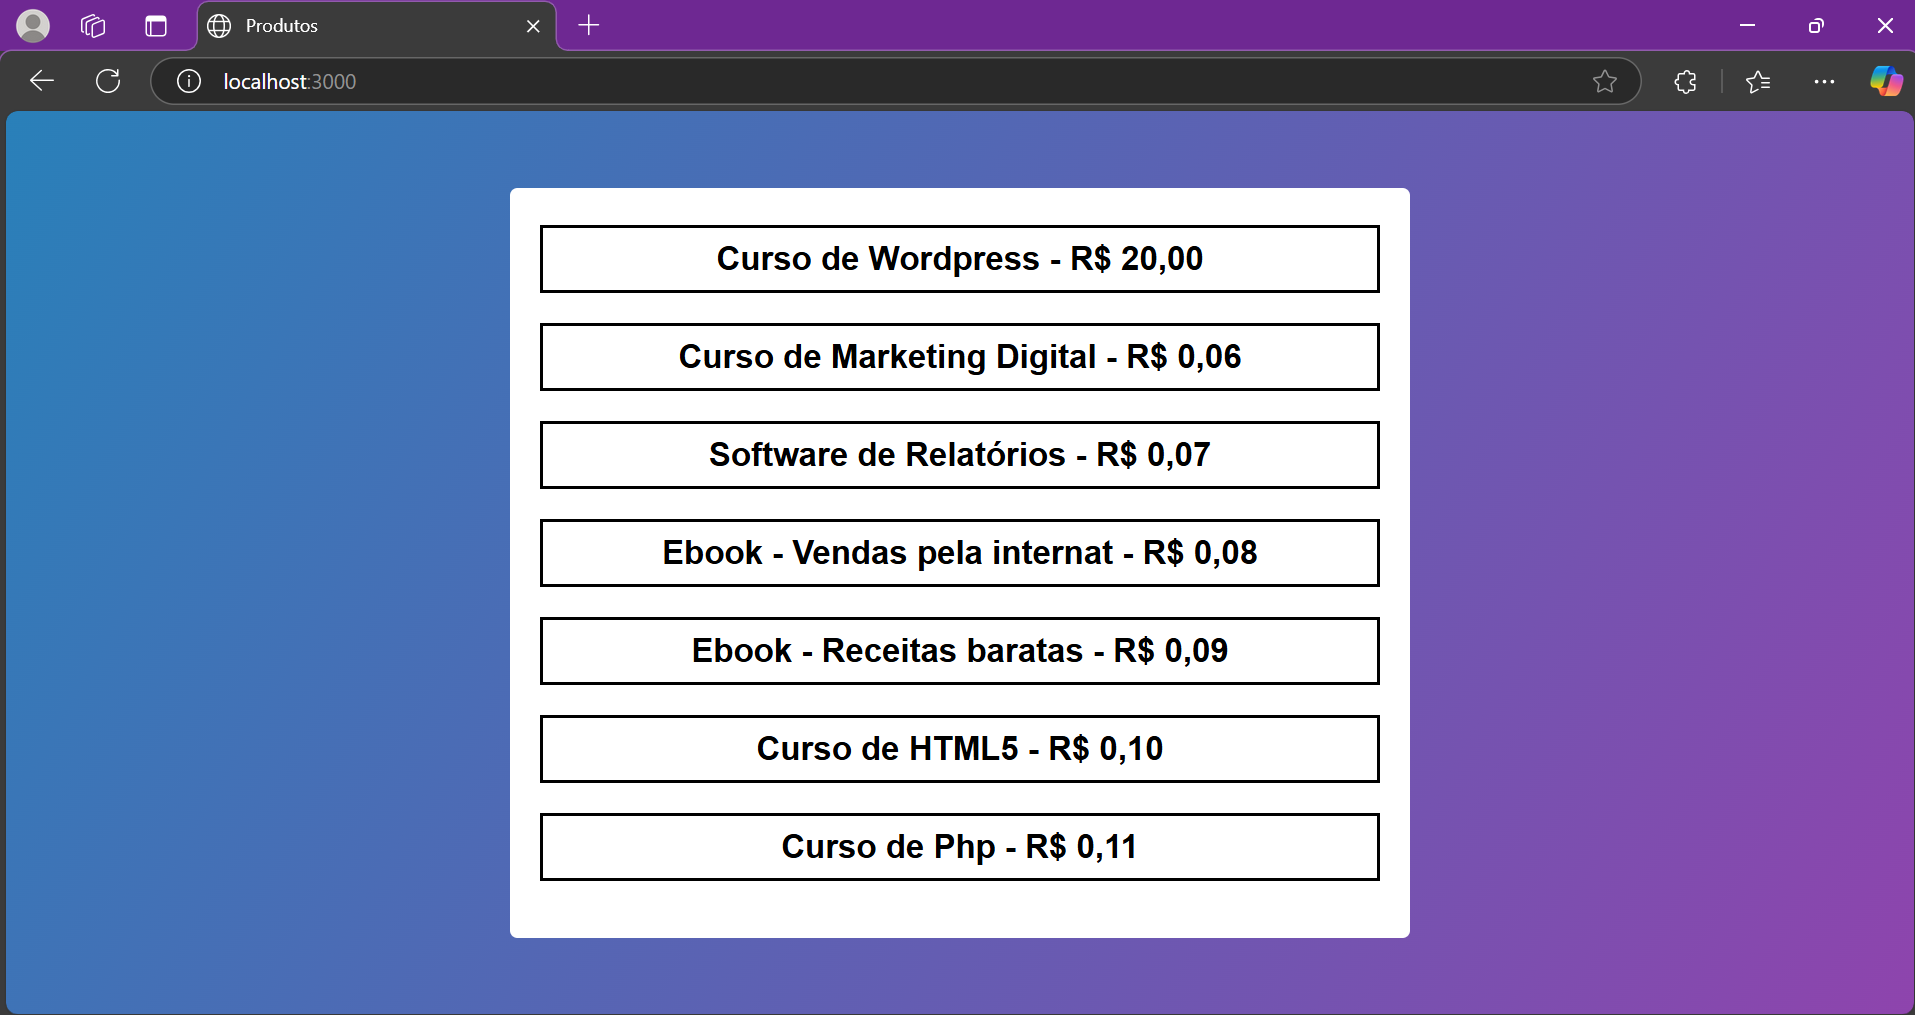 Produtos
localhost:3000
Curso de Wordpress - R$ 20,00
Curso de Marketing Digital - R$ 0,06
Software de Relatórios - R$ 0,07
Ebook - Vendas pela internat - R$ 0,08
Ebook - Receitas baratas - R$ 0,09
Curso de HTML5 - R$ 0,10
Curso de Php - R$ 0,11